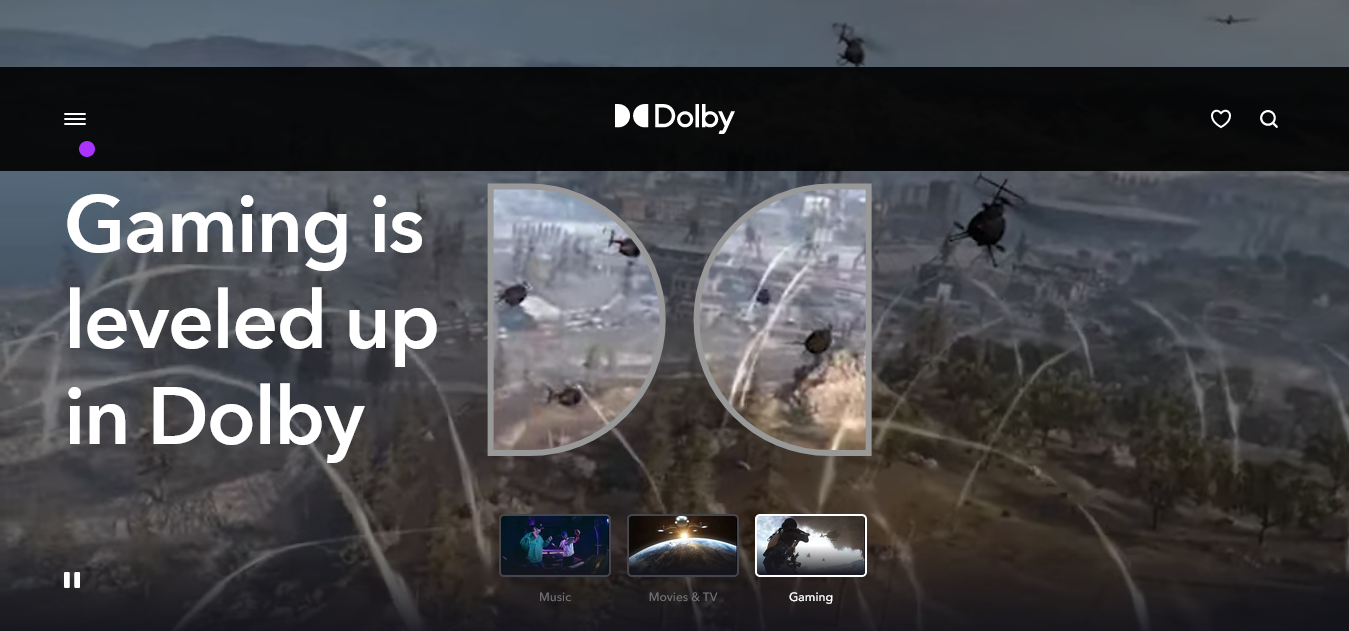 Dolby
Gaming is
leveled up
in Dolby
Music
Movies & TV
Gaming